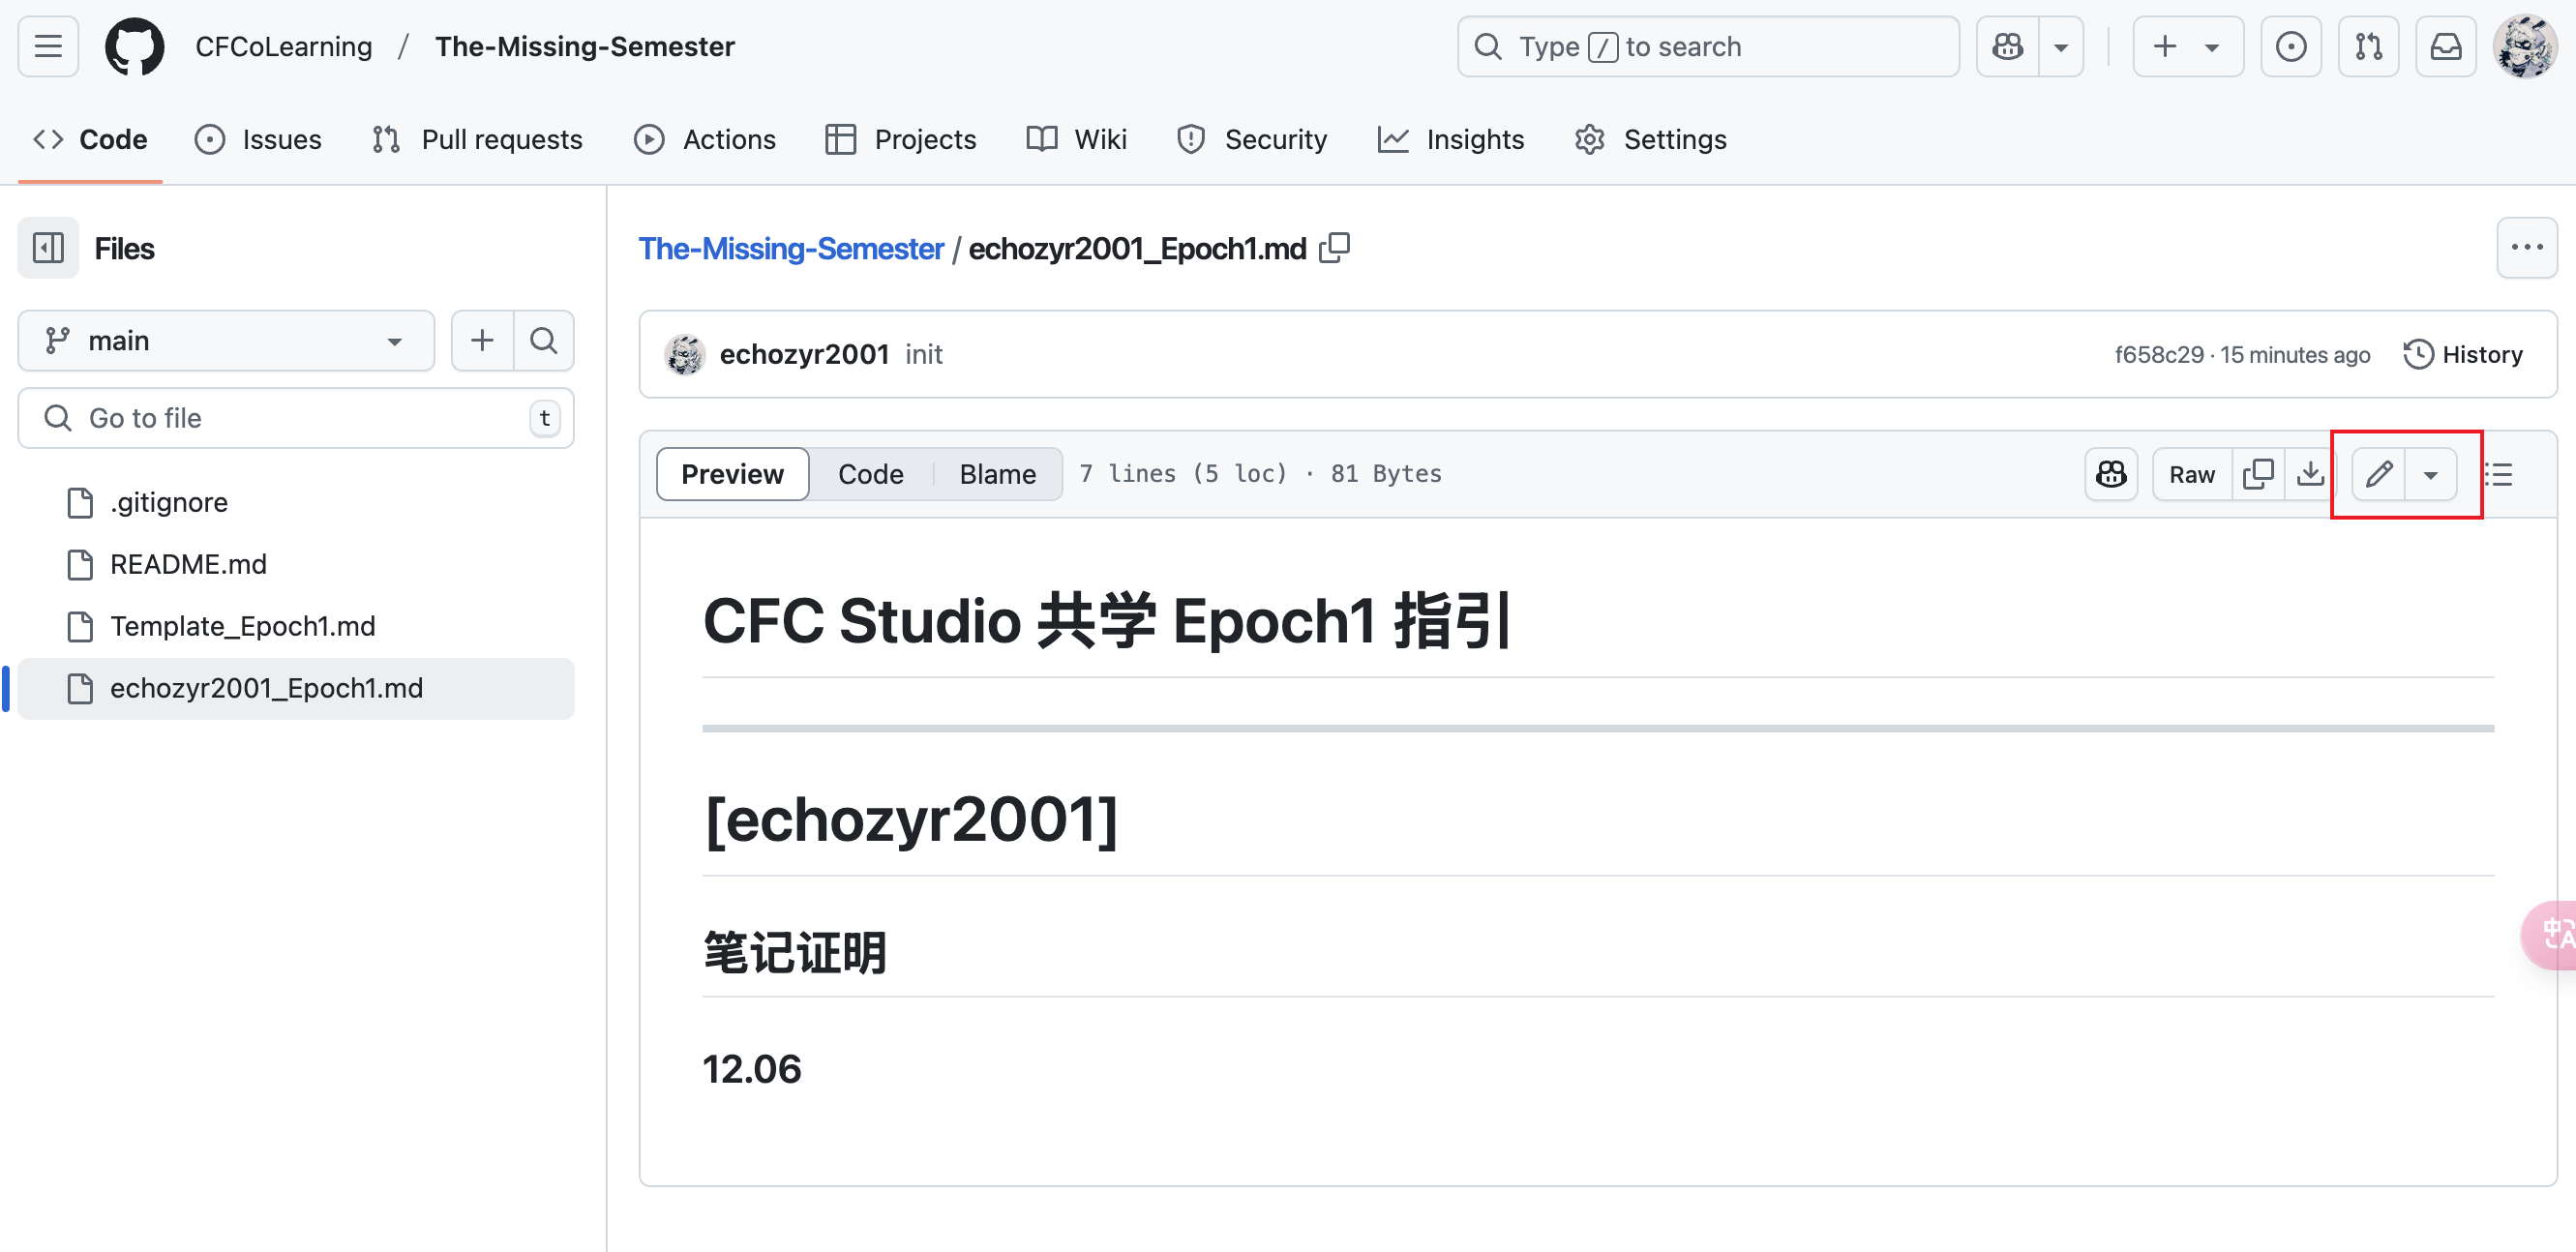 CFCoLearning / The-Missing-Semester
Type / to search
Code
Issues
Pull requests
Actions
Projects
Wiki
Security
Insights
Settings
Files
main
Go to file
t
.gitignore
README.md
Template_Epoch1.md
echozyr2001_Epoch1.md
The-Missing-Semester / echozyr2001_Epoch1.md
echozyr2001 init
f658c29 · 15 minutes ago
History
Preview
Code
Blame
7 lines (5 loc) · 81 Bytes
Raw
CFC Studio 共学 Epoch1 指引
[echozyr2001]
笔记证明
12.06
中A